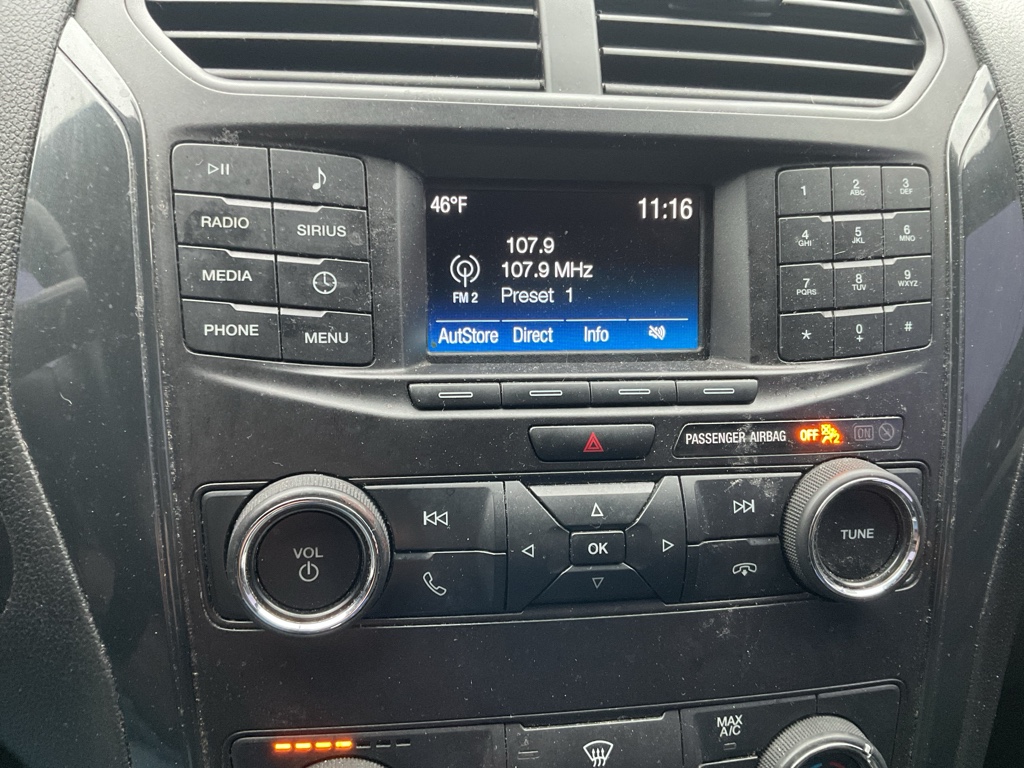 RADIO
SIRIUS
MEDIA
PHONE
MENU
46°F
11:16
107.9
107.9 MHz
FM 2
Preset 1
AutStore Direct Info
1
2 ABC
3 DEF
4 GHI
5 JKL
6 MNO
7 PQRS
8 TUV
9 WXYZ
*
0 +
#
PASSENGER AIRBAG OFF ON
VOL
OK
TUNE
MAX
A/C